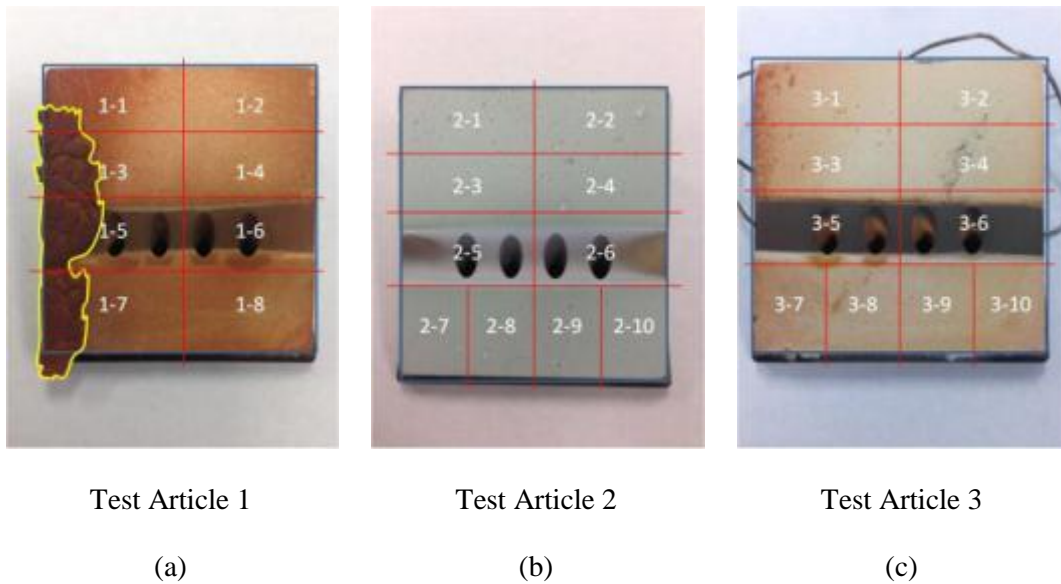 1-1 1-2 2-1 2-2 3-1 3-2
1-3 1-4 2-3 2-4 3-3 3-4
1-5 1-6 2-5 2-6 3-5 3-6
1-7 1-8 2-7 2-8 2-9 2-10 3-7 3-8 3-9 3-10
Test Article 1 Test Article 2 Test Article 3
(a) (b) (c)